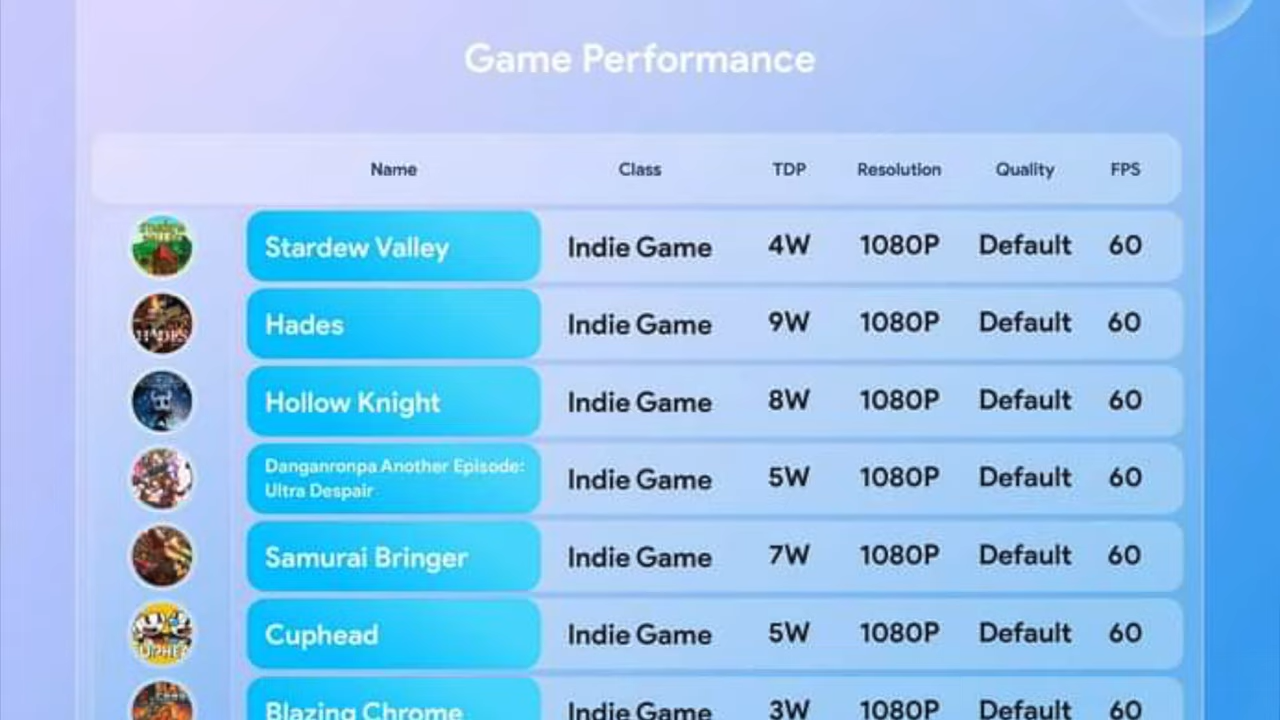 Game Performance
Name Class TDP Resolution Quality FPS
Stardew Valley Indie Game 4W 1080P Default 60
Hades Indie Game 9W 1080P Default 60
Hollow Knight Indie Game 8W 1080P Default 60
Danganronpa Another Episode:
Ultra Despair Indie Game 5W 1080P Default 60
Samurai Bringer Indie Game 7W 1080P Default 60
Cuphead Indie Game 5W 1080P Default 60
Blazing Chrome Indie Game 3W 1080P Default 60